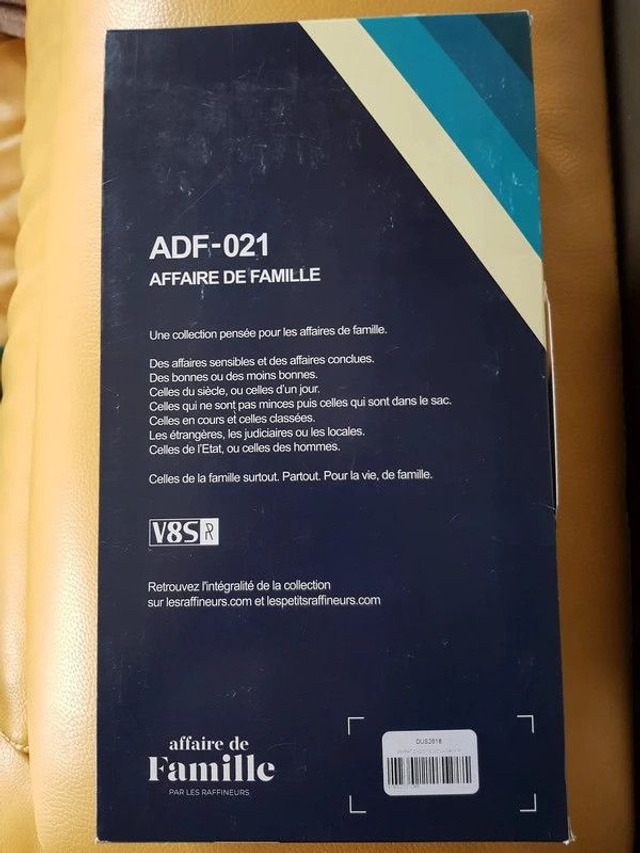 ADF-021
AFFAIRE DE FAMILLE
Une collection pensée pour les affaires de famille.
Des affaires sensibles et des affaires conclues.
Des bonnes ou des moins bonnes.
Celles du siècle, ou celles d'un jour.
Celles qui ne sont pas minces puis celles qui sont dans le sac.
Celles en cours et celles classées.
Les étrangères, les judiciaires ou les locales.
Celles de l'Etat, ou celles des hommes.
Celles de la famille surtout. Partout. Pour la vie, de famille.
V8S R
Retrouvez l'intégralité de la collection
sur lesraffineurs.com et lespetitsraffineurs.com
affaire de
Famille
PAR LES RAFFINEURS